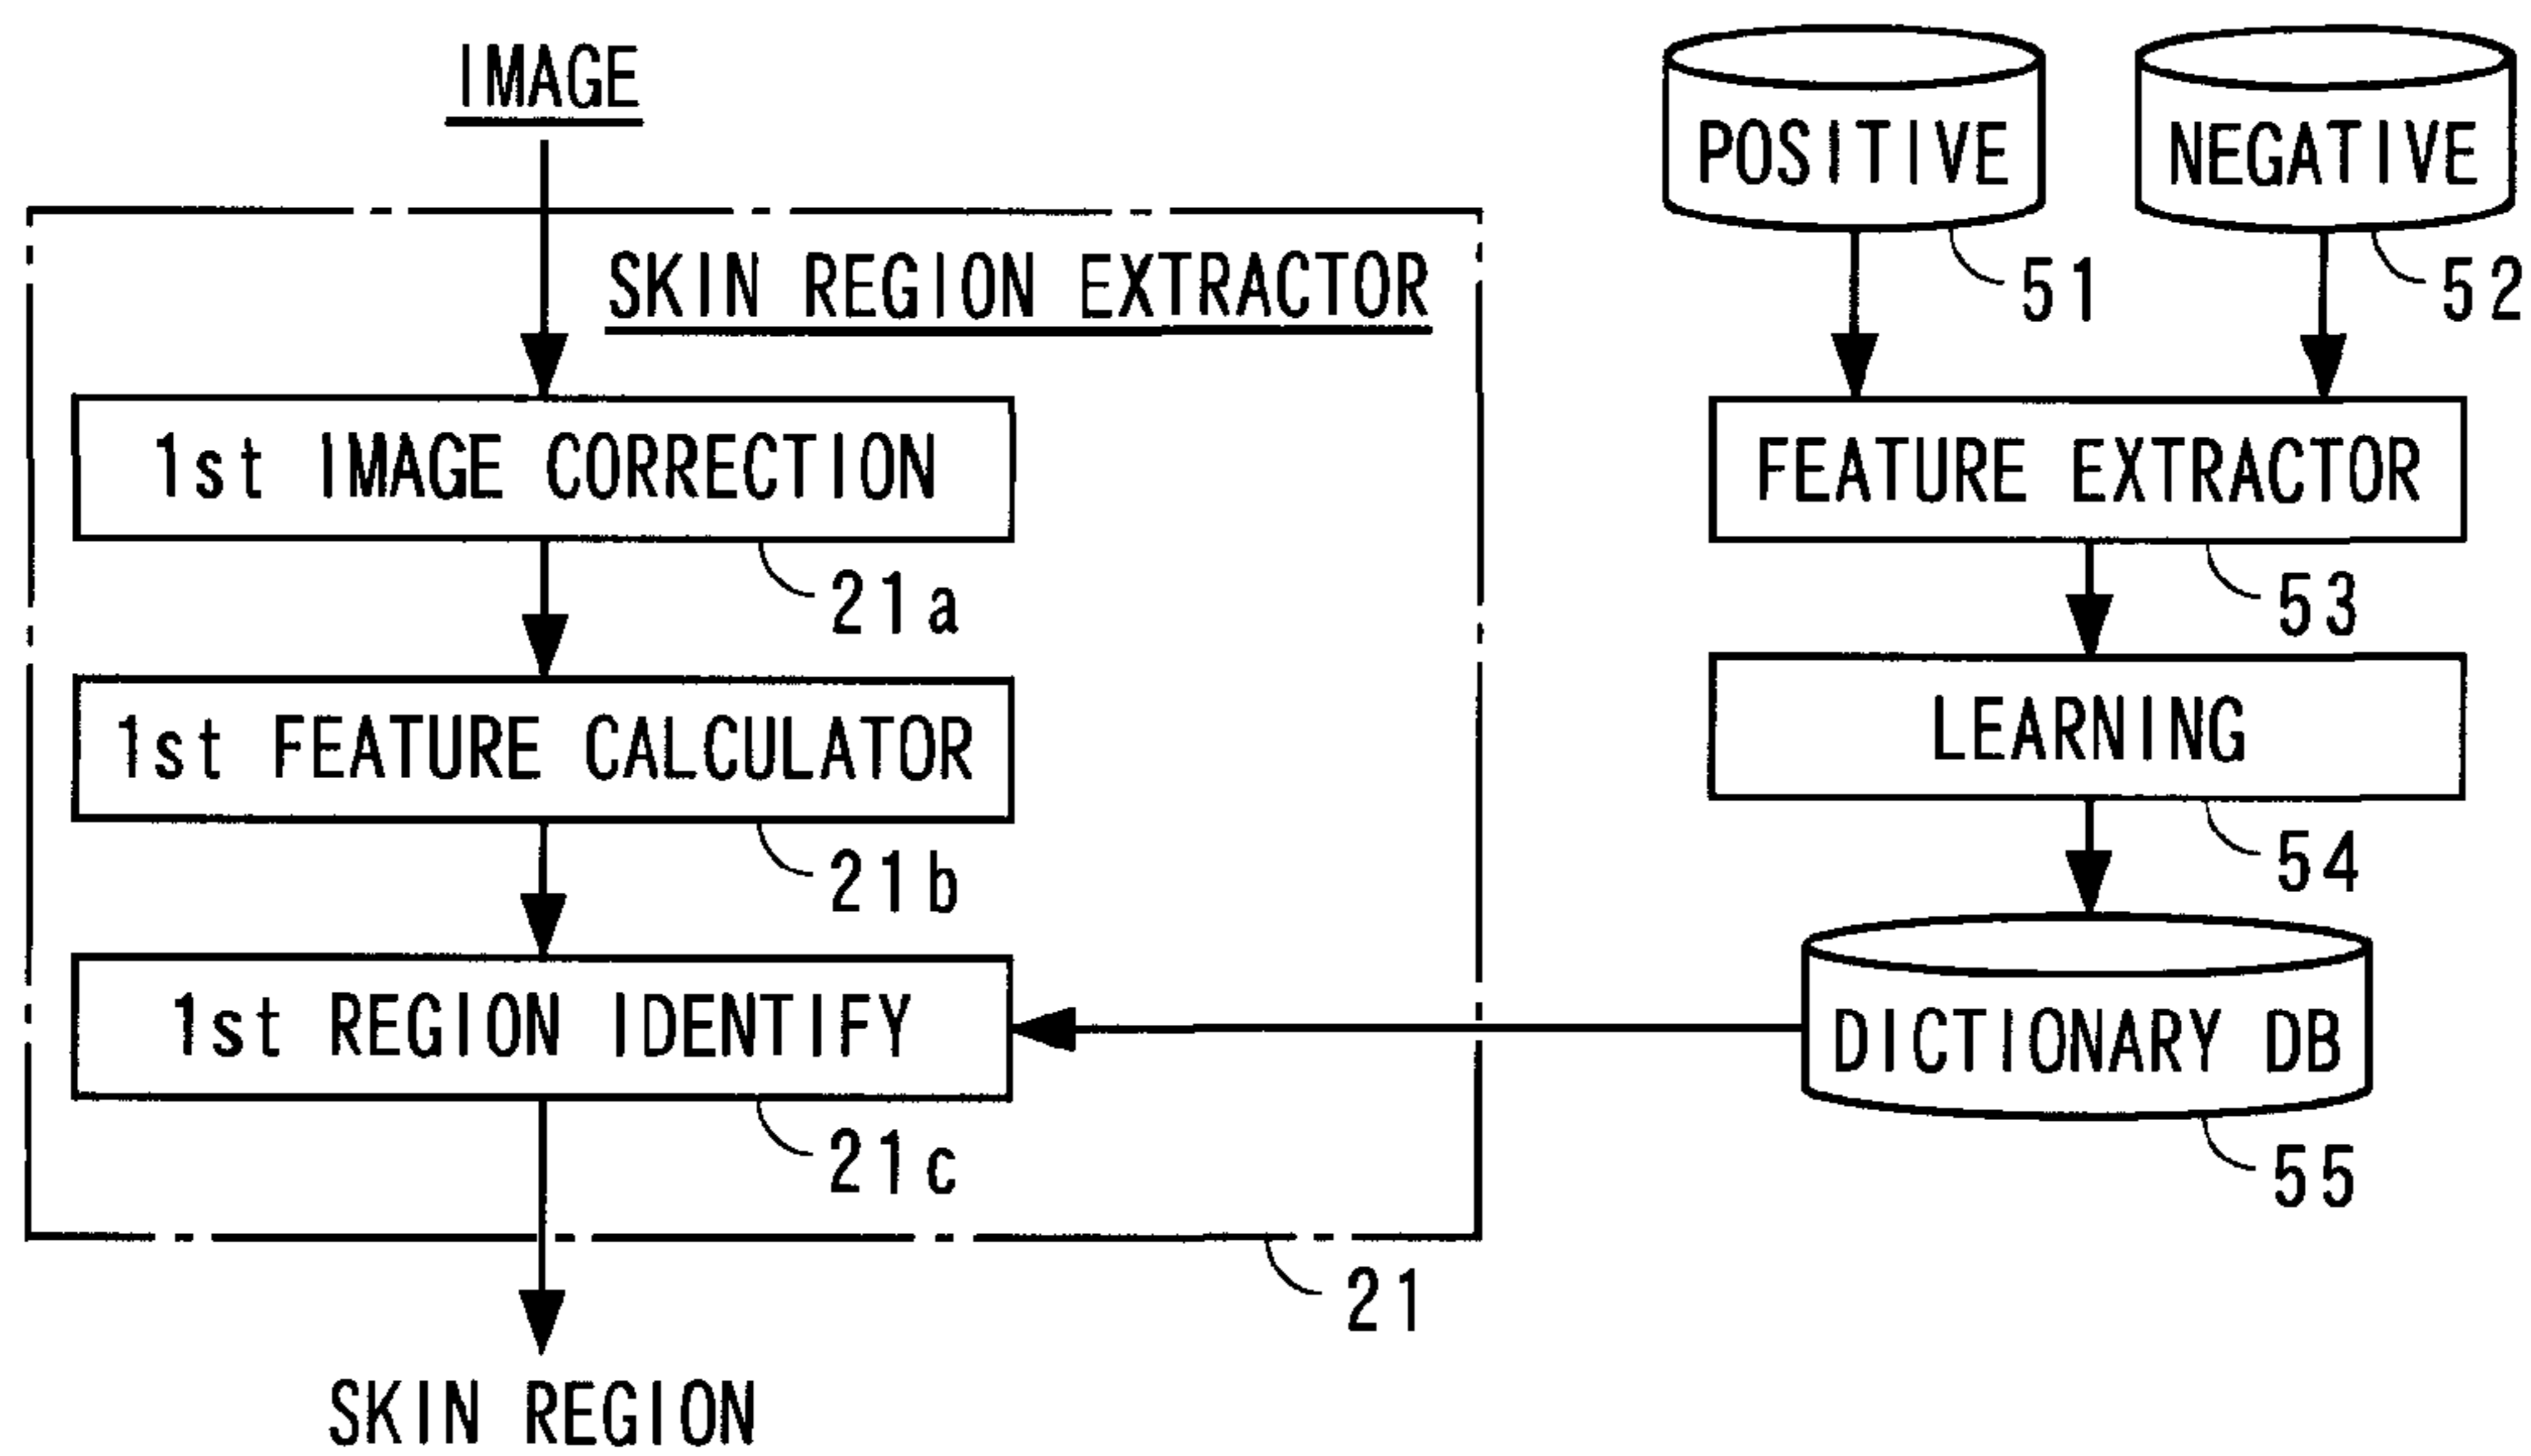 IMAGE
SKIN REGION EXTRACTOR
1st IMAGE CORRECTION
21a
1st FEATURE CALCULATOR
21b
1st REGION IDENTIFY
21c
21
SKIN REGION
POSITIVE
51
NEGATIVE
52
FEATURE EXTRACTOR
53
LEARNING
54
DICTIONARY DB
55